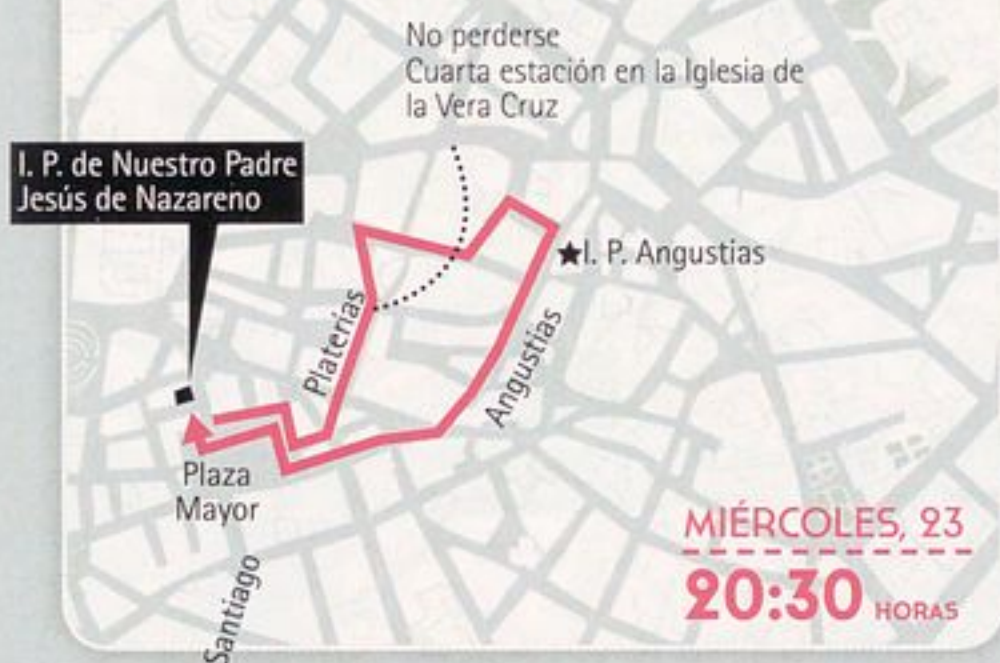 No perderse
Cuarta estación en la Iglesia de
la Vera Cruz
I. P. de Nuestro Padre
Jesús de Nazareno
★I. P. Angustias
Platerías
Angustias
Plaza
Mayor
Santiago
MIÉRCOLES, 23
20:30 HORAS